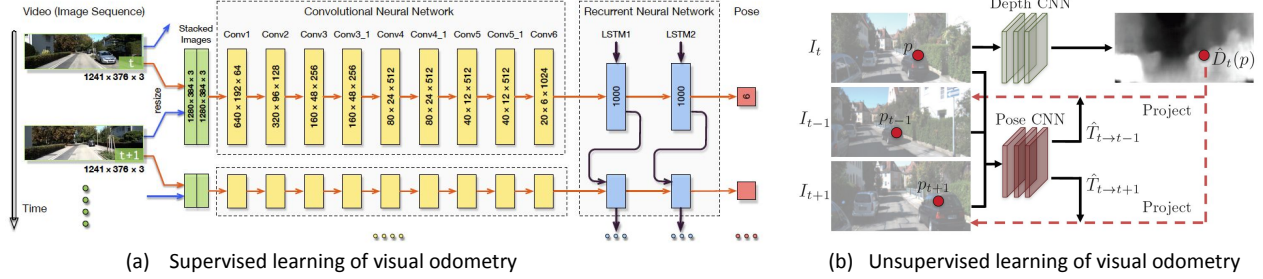 Video (Image Sequence)
Stacked Images
Convolutional Neural Network
Recurrent Neural Network
Pose
Conv1 Conv2 Conv3 Conv3_1 Conv4 Conv4_1 Conv5 Conv5_1 Conv6
LSTM1 LSTM2
t
1241 x 376 x 3
resize
1280 x 384 x 3
1280 x 384 x 3
640 x 192 x 64
320 x 96 x 128
160 x 48 x 256
160 x 48 x 256
80 x 24 x 512
80 x 24 x 512
40 x 12 x 512
40 x 12 x 512
20 x 6 x 1024
1000
1000
6
t+1
1241 x 376 x 3
Time
(a) Supervised learning of visual odometry
Depth CNN
I_t
p
D̂_t(p)
Project
I_{t−1}
p_{t−1}
Pose CNN
T̂_{t→t−1}
I_{t+1}
p_{t+1}
T̂_{t→t+1}
Project
(b) Unsupervised learning of visual odometry